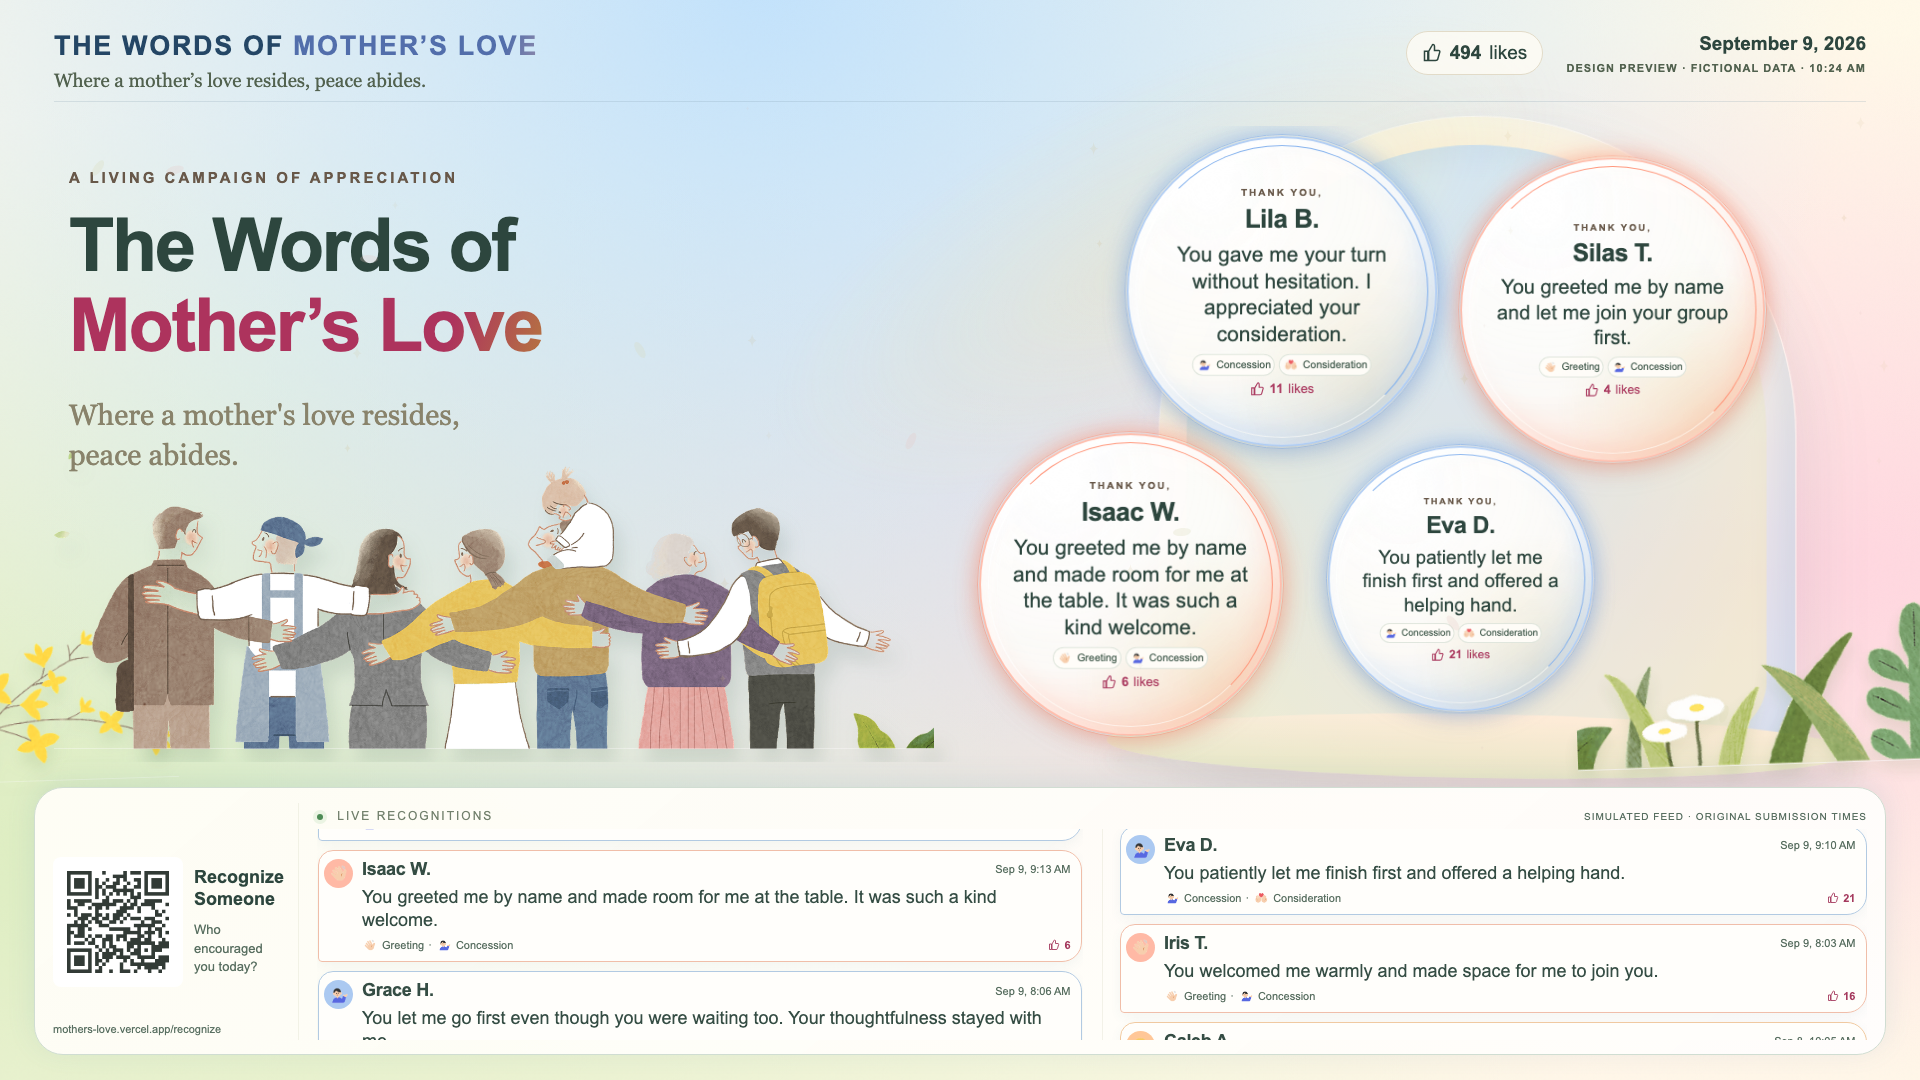 THE WORDS OF MOTHER’S LOVE
Where a mother’s love resides, peace abides.
494 likes
September 9, 2026
DESIGN PREVIEW · FICTIONAL DATA · 10:24 AM
A LIVING CAMPAIGN OF APPRECIATION
The Words of
Mother’s Love
Where a mother's love resides,
peace abides.
THANK YOU,
Lila B.
You gave me your turn
without hesitation. I
appreciated your
consideration.
Concession Consideration
11 likes
THANK YOU,
Silas T.
You greeted me by name
and let me join your group
first.
Greeting Concession
4 likes
THANK YOU,
Isaac W.
You greeted me by name
and made room for me at
the table. It was such a
kind welcome.
Greeting Concession
6 likes
THANK YOU,
Eva D.
You patiently let me
finish first and offered a
helping hand.
Concession Consideration
21 likes
Recognize
Someone
Who
encouraged
you today?
mothers-love.vercel.app/recognize
LIVE RECOGNITIONS
SIMULATED FEED · ORIGINAL SUBMISSION TIMES
Isaac W.
Sep 9, 9:13 AM
You greeted me by name and made room for me at the table. It was such a kind
welcome.
Greeting · Concession
6
Grace H.
Sep 9, 8:06 AM
You let me go first even though you were waiting too. Your thoughtfulness stayed with
me.
Eva D.
Sep 9, 9:10 AM
You patiently let me finish first and offered a helping hand.
Concession · Consideration
21
Iris T.
Sep 9, 8:03 AM
You welcomed me warmly and made space for me to join you.
Greeting · Concession
16
Caleb A.